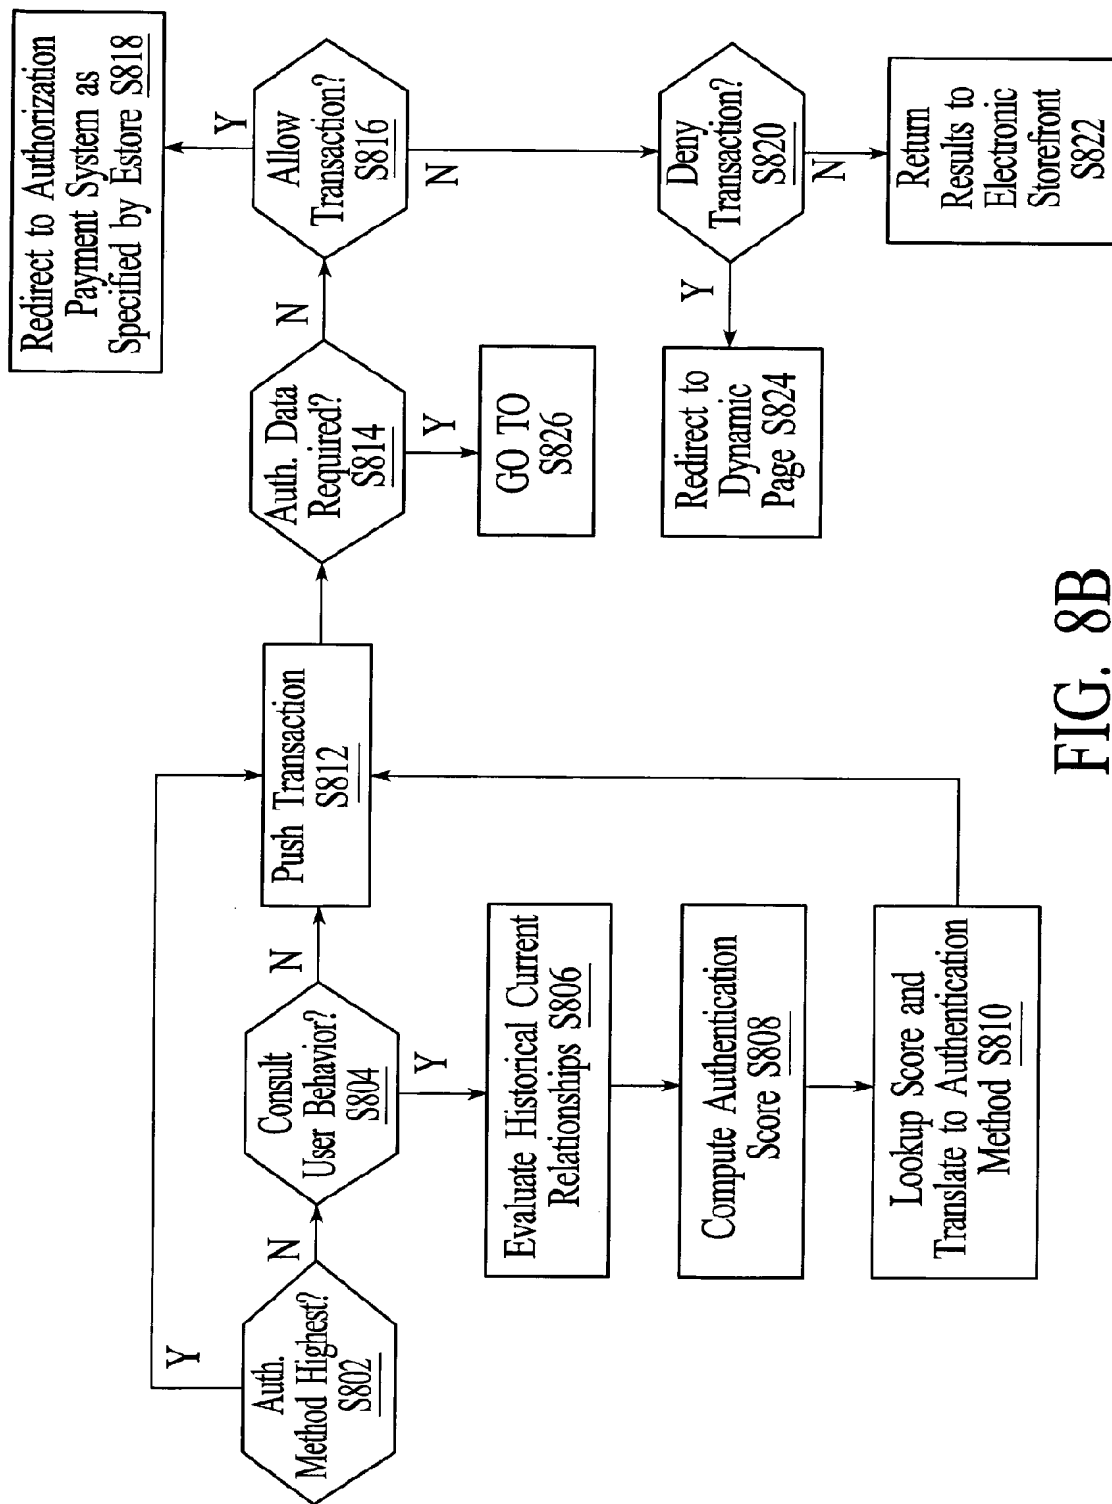 Auth.
Method Highest?
S802
Y
N
Consult
User Behavior?
S804
N
Y
Evaluate Historical Current
Relationships S806
Compute Authentication
Score S808
Lookup Score and
Translate to Authentication
Method S810
Push Transaction
S812
Auth. Data
Required?
S814
N
Y
GO TO
S826
Allow
Transaction?
S816
Y
N
Redirect to Authorization
Payment System as
Specified by Estore S818
Deny
Transaction?
S820
Y
N
Redirect to
Dynamic
Page S824
Return
Results to
Electronic
Storefront
S822
FIG. 8B